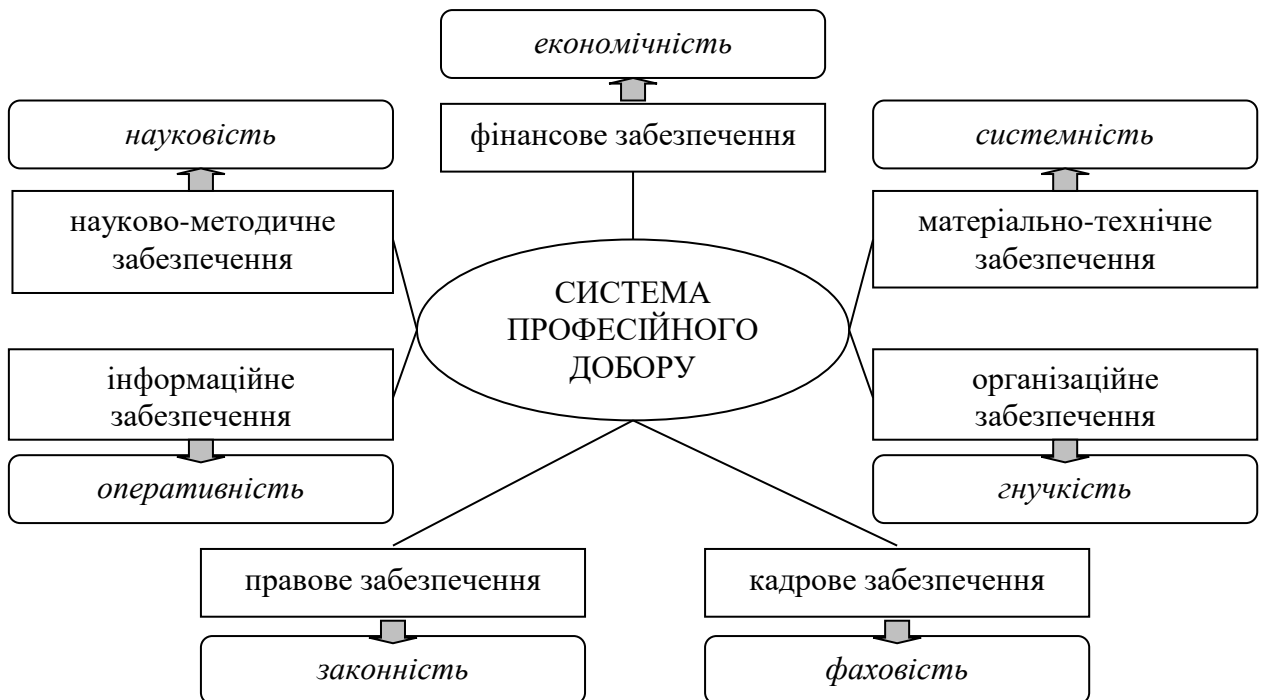 економічність
фінансове забезпечення
науковість
науково-методичне
забезпечення
системність
матеріально-технічне
забезпечення
СИСТЕМА
ПРОФЕСІЙНОГО
ДОБОРУ
інформаційне
забезпечення
оперативність
організаційне
забезпечення
гнучкість
правове забезпечення
законність
кадрове забезпечення
фаховість